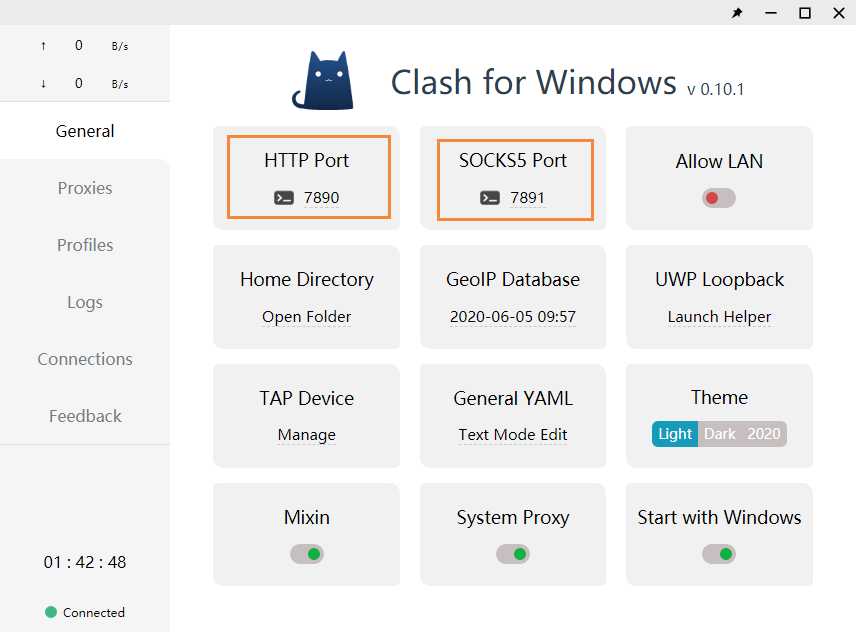 ↑ 0 B/s
↓ 0 B/s
General
Proxies
Profiles
Logs
Connections
Feedback
01 : 42 : 48
Connected
Clash for Windows v 0.10.1
HTTP Port
7890
SOCKS5 Port
7891
Allow LAN
Home Directory
Open Folder
GeoIP Database
2020-06-05 09:57
UWP Loopback
Launch Helper
TAP Device
Manage
General YAML
Text Mode Edit
Theme
Light Dark 2020
Mixin
System Proxy
Start with Windows